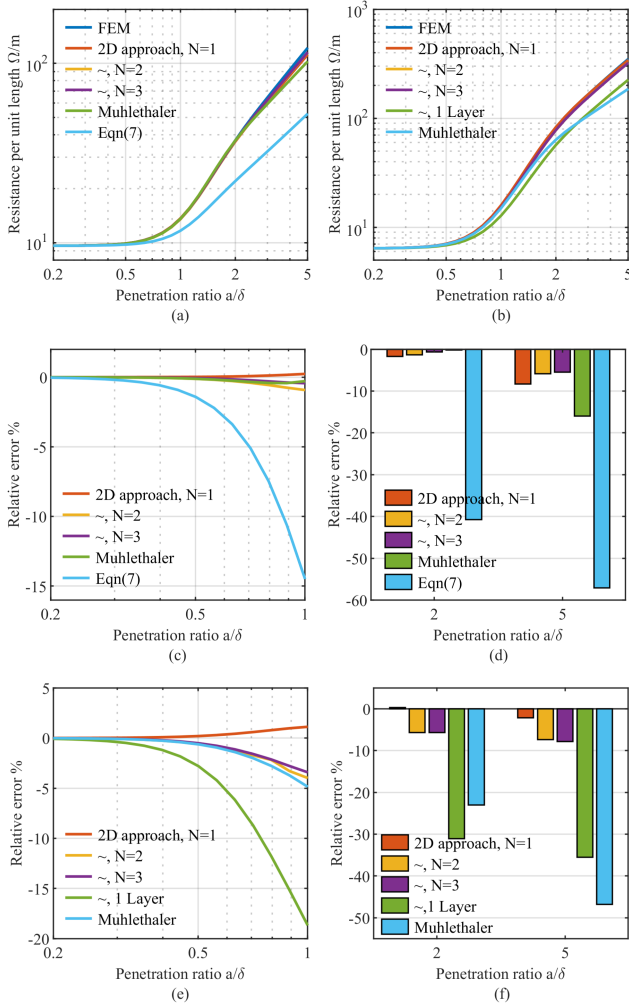 Resistance per unit length Ω/m
10²
10¹
FEM
2D approach, N=1
~, N=2
~, N=3
Muhlethaler
Eqn(7)
0.2 0.5 1 2 5
Penetration ratio a/δ
(a)
Resistance per unit length Ω/m
10³
10²
10¹
FEM
2D approach, N=1
~, N=2
~, N=3
~, 1 Layer
Muhlethaler
0.2 0.5 1 2 5
Penetration ratio a/δ
(b)
Relative error %
0
-5
-10
-15
2D approach, N=1
~, N=2
~, N=3
Muhlethaler
Eqn(7)
0.2 0.5 1
Penetration ratio a/δ
(c)
Relative error %
0
-10
-20
-30
-40
-50
-60
2D approach, N=1
~, N=2
~, N=3
Muhlethaler
Eqn(7)
2 5
Penetration ratio a/δ
(d)
Relative error %
5
0
-5
-10
-15
-20
2D approach, N=1
~, N=2
~, N=3
~, 1 Layer
Muhlethaler
0.2 0.5 1
Penetration ratio a/δ
(e)
Relative error %
0
-10
-20
-30
-40
-50
2D approach, N=1
~, N=2
~, N=3
~,1 Layer
Muhlethaler
2 5
Penetration ratio a/δ
(f)